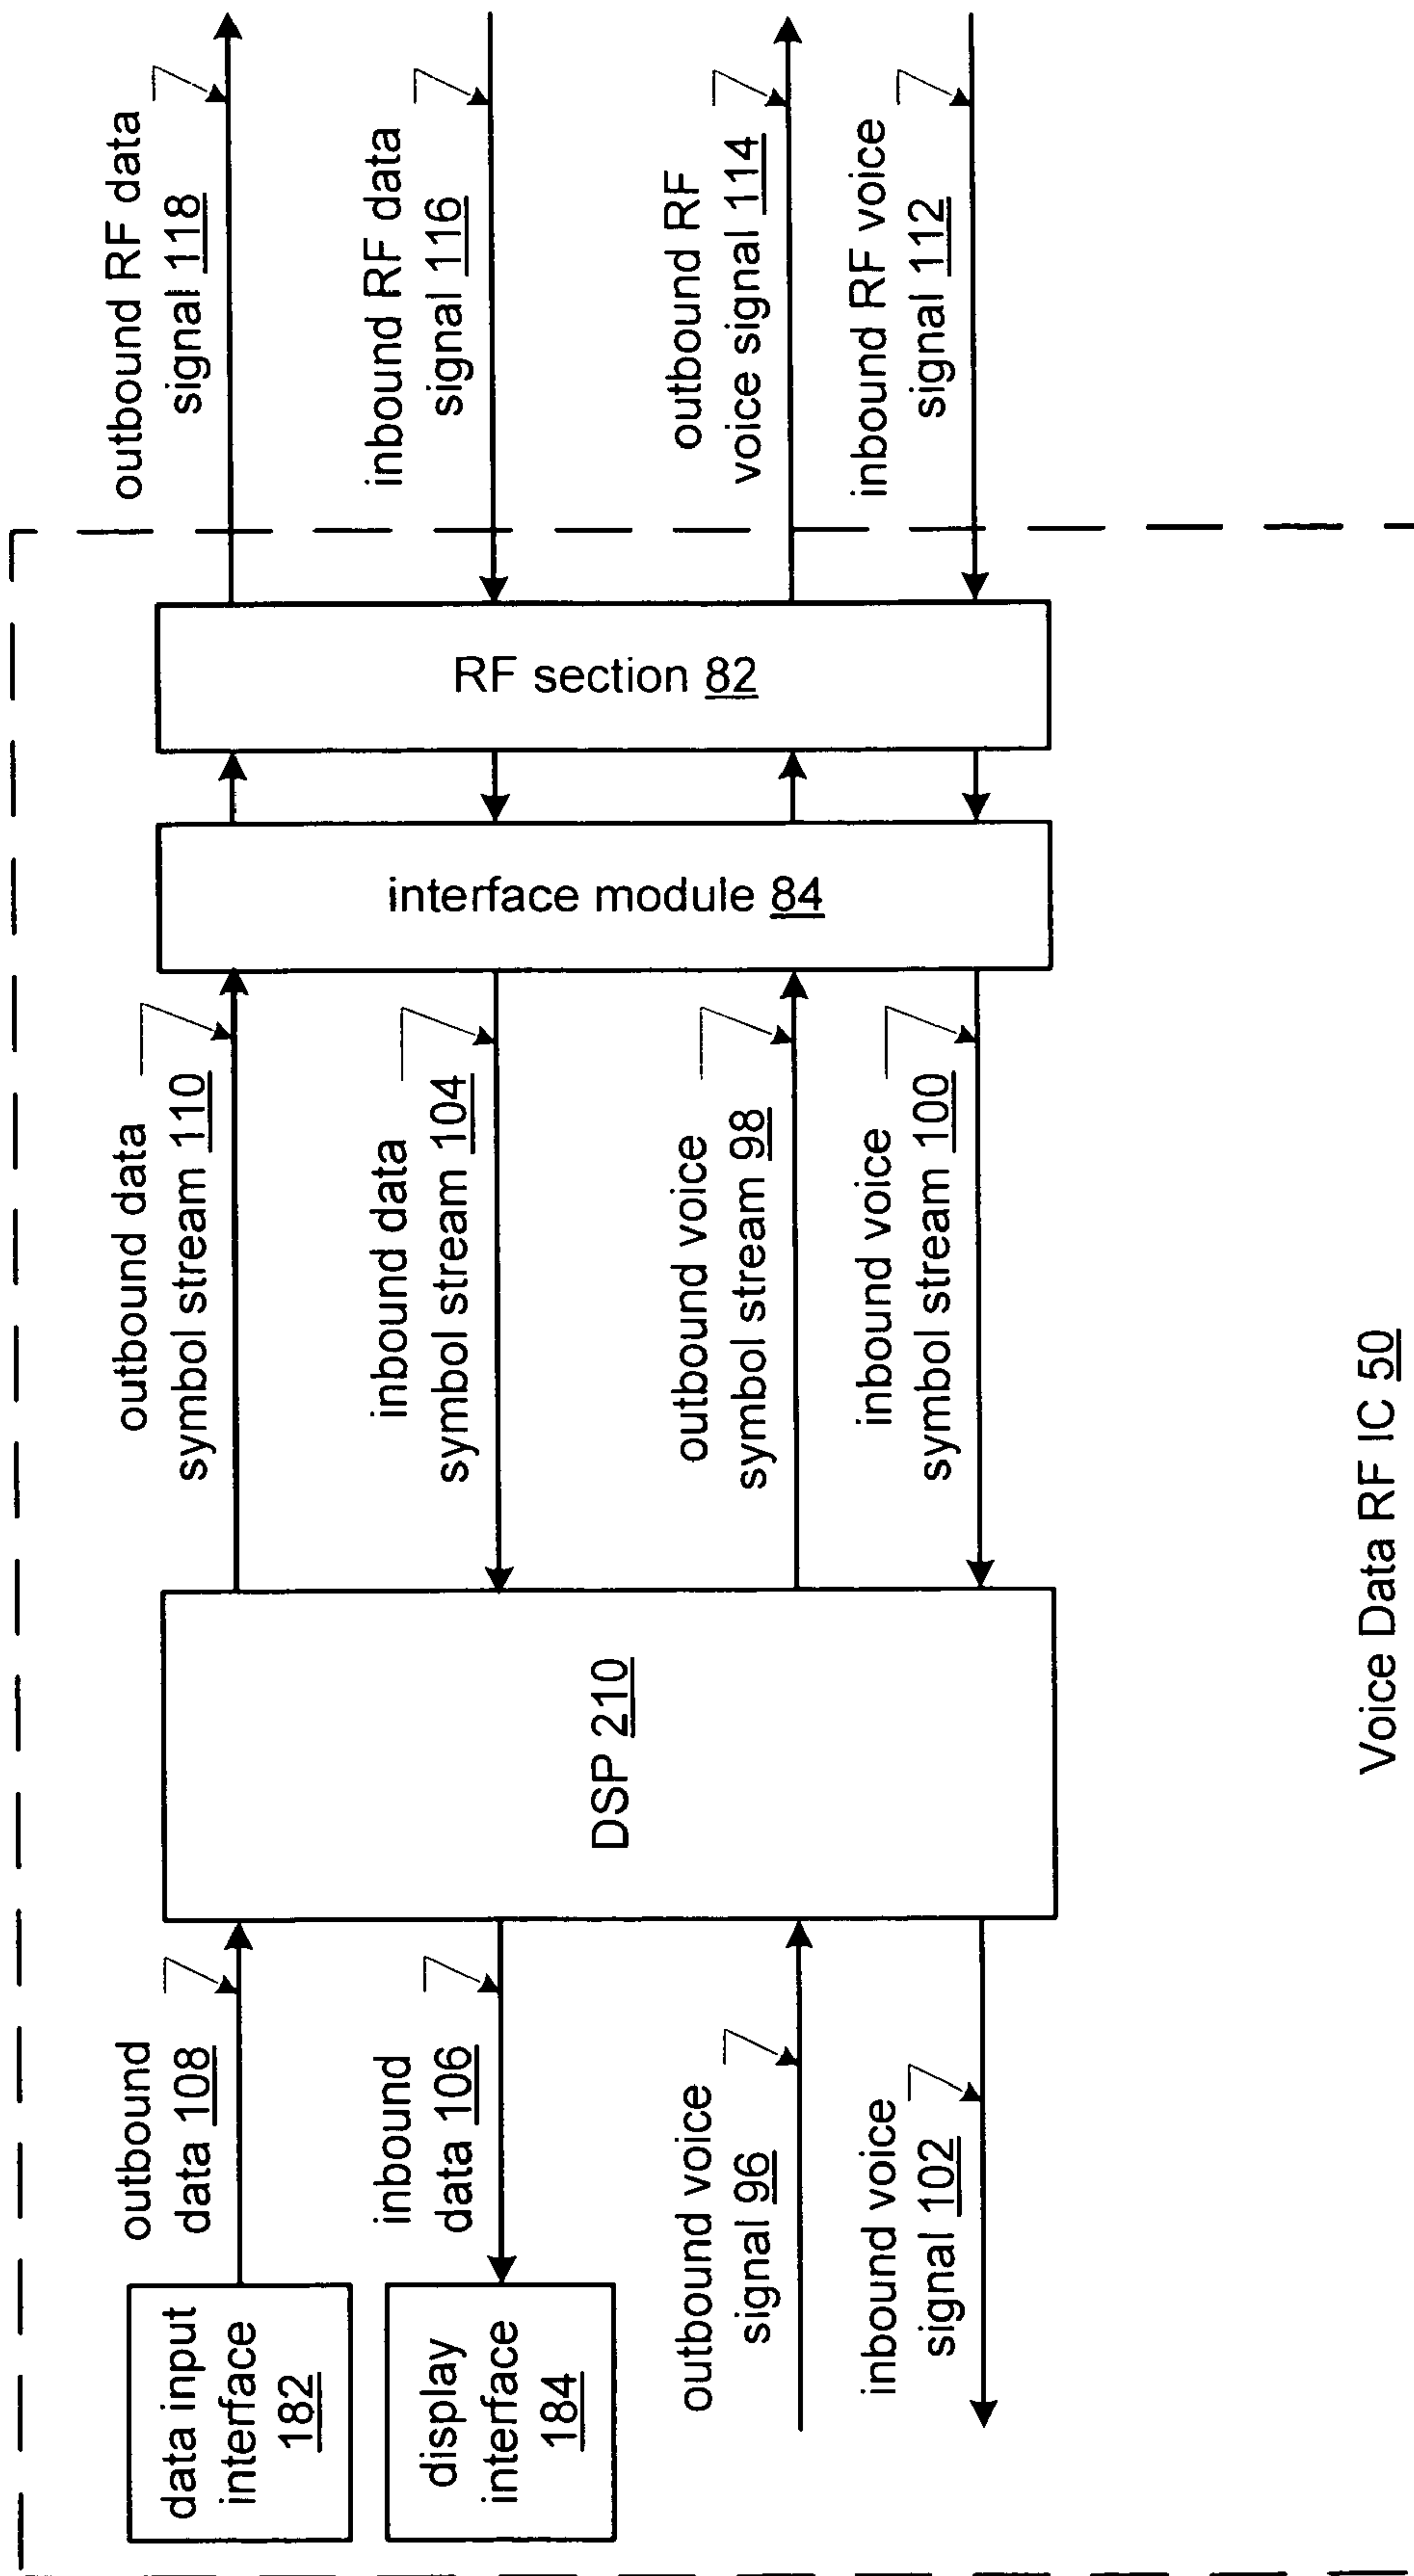 outbound RF data
signal 118
inbound RF data
signal 116
outbound RF
voice signal 114
inbound RF voice
signal 112
RF section 82
interface module 84
outbound data
symbol stream 110
inbound data
symbol stream 104
outbound voice
symbol stream 98
inbound voice
symbol stream 100
DSP 210
outbound
data 108
inbound
data 106
outbound voice
signal 96
inbound voice
signal 102
data input
interface
182
display
interface
184
Voice Data RF IC 50